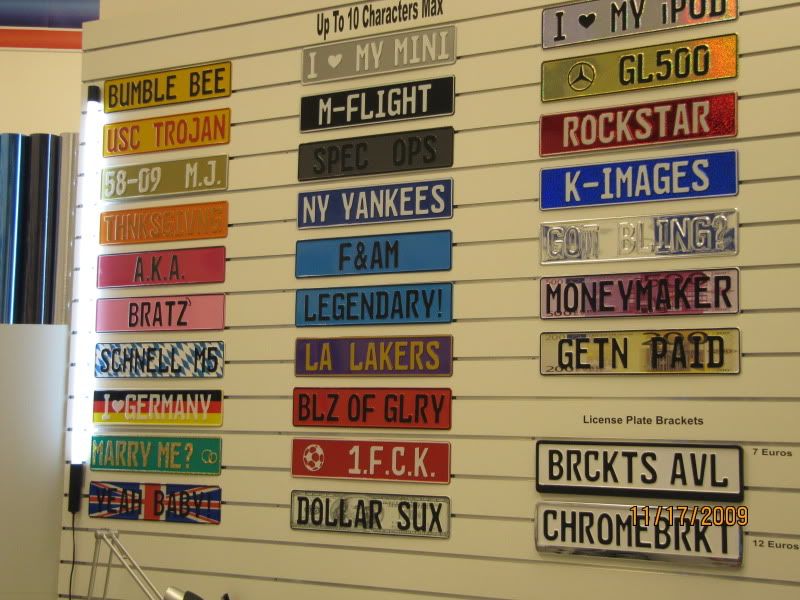 Up To 10 Characters Max
BUMBLE BEE
USC TROJAN
58-09 M.J.
THNKSGIVNG
A.K.A.
BRATZ
SCHNELL M5
I ♥ GERMANY
MARRY ME?
YEAH BABY!
I ♥ MY MINI
M-FLIGHT
SPEC OPS
NY YANKEES
F&AM
LEGENDARY!
LA LAKERS
BLZ OF GLRY
1.F.C.K.
DOLLAR SUX
I ♥ MY iPOD
GL500
ROCKSTAR
K-IMAGES
GOT BLING?
MONEYMAKER
GETN PAID
License Plate Brackets
BRCKTS AVL
7 Euros
CHROMEBRKT
12 Euros
11/17/2009